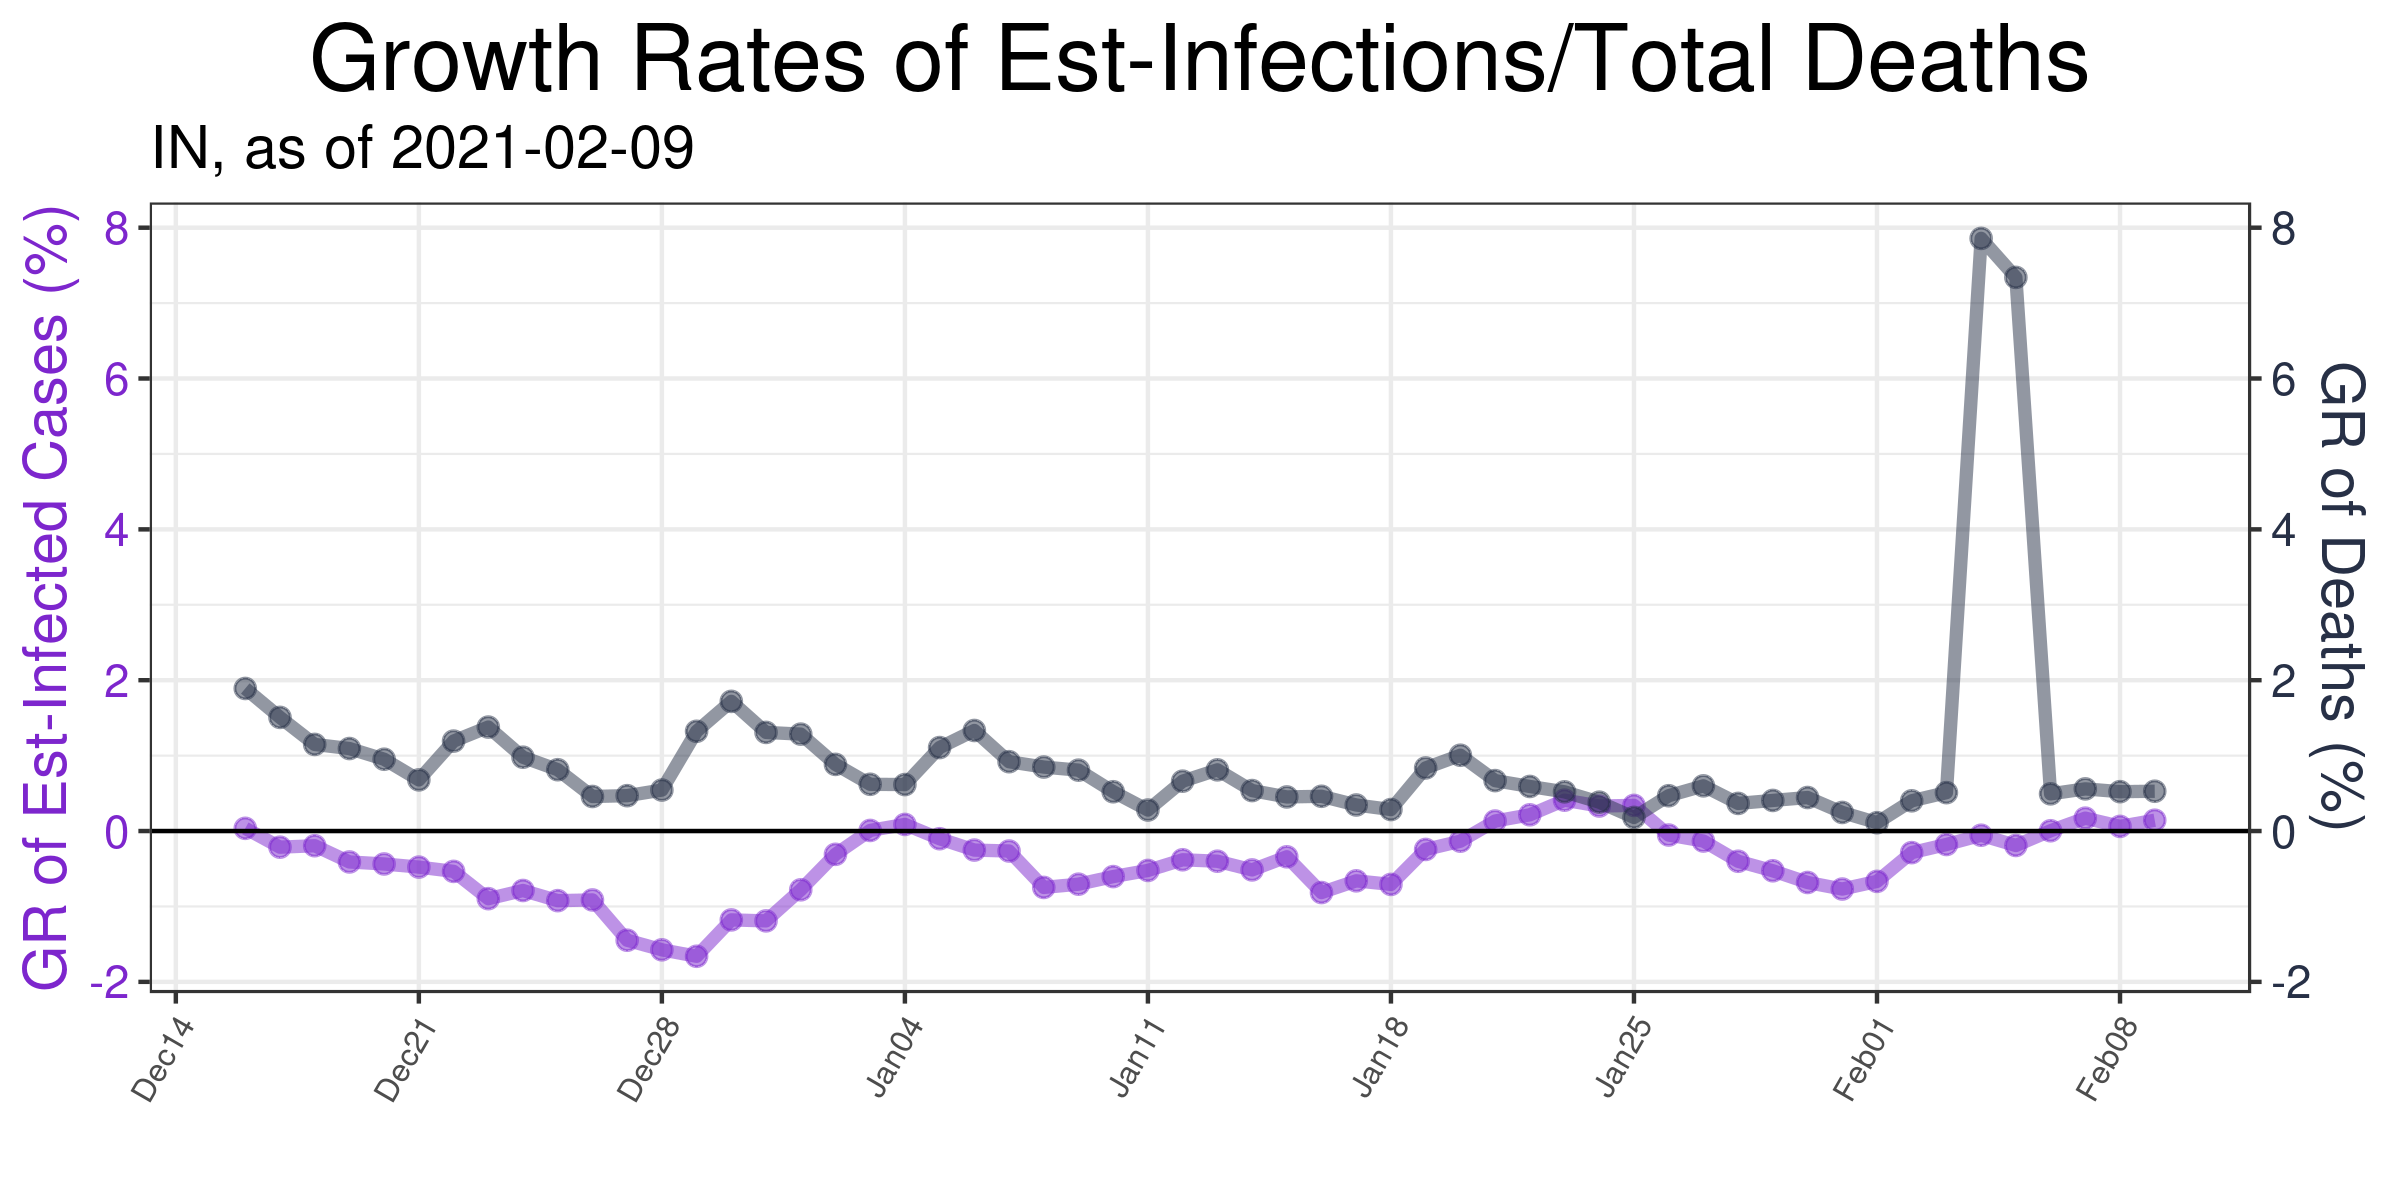 Growth Rates of Est-Infections/Total Deaths
IN, as of 2021-02-09
GR of Est-Infected Cases (%)
8
6
4
2
0
-2
8
6
4
2
0
-2
GR of Deaths (%)
Dec14
Dec21
Dec28
Jan04
Jan11
Jan18
Jan25
Feb01
Feb08